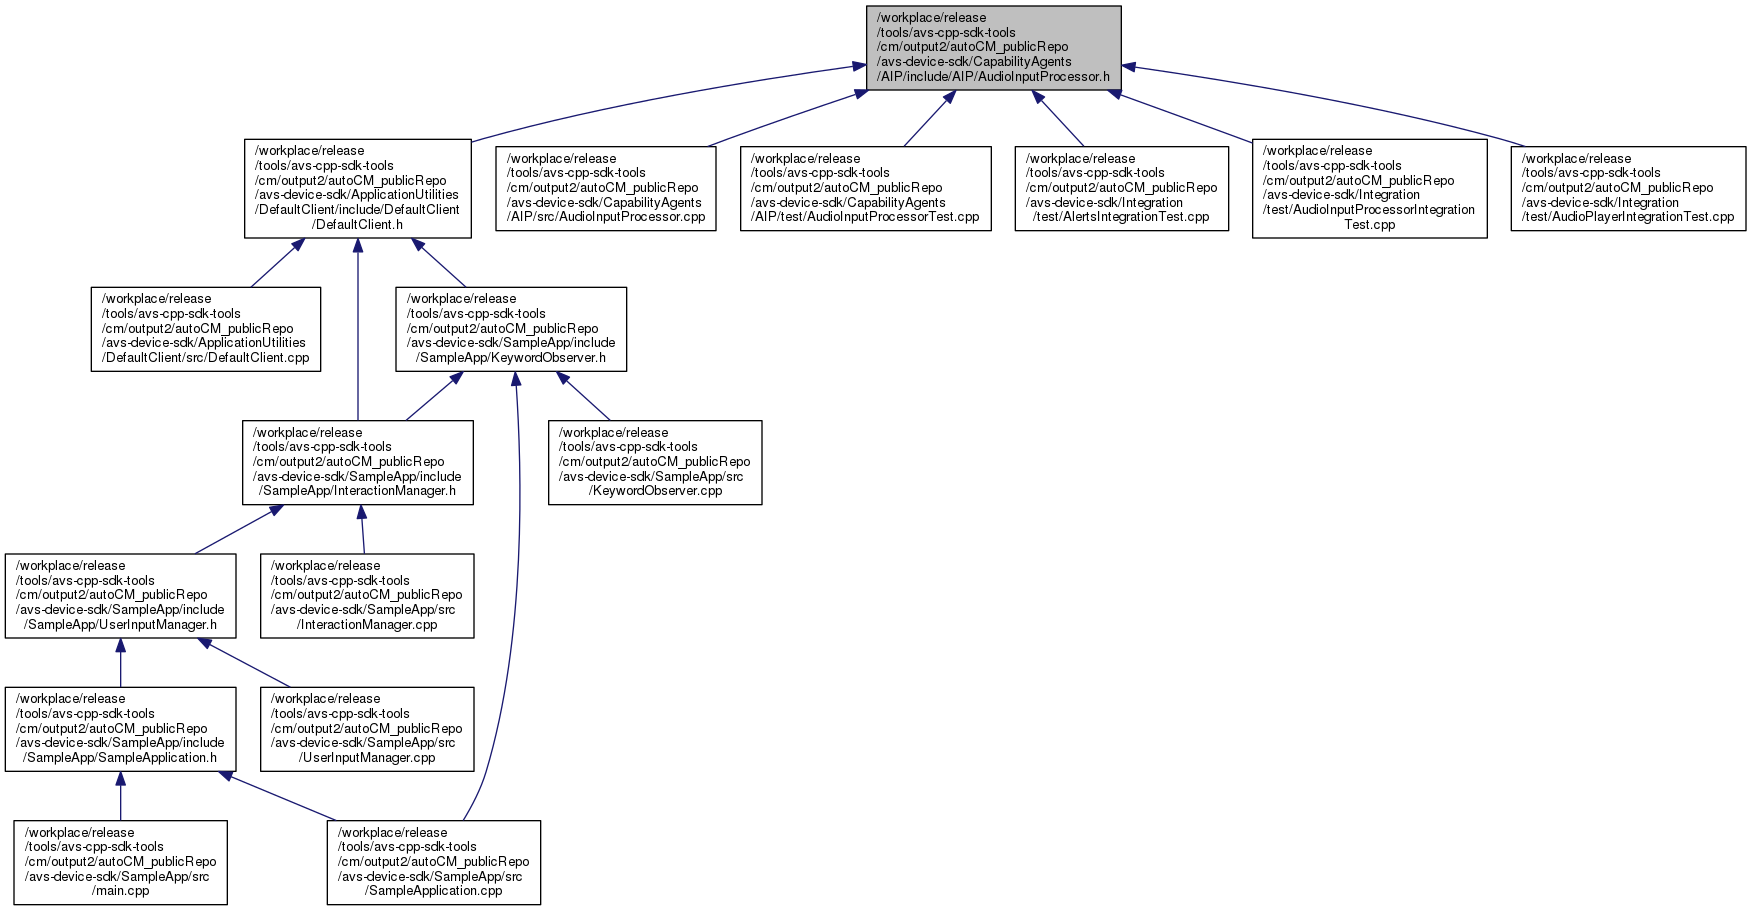 /workplace/release
/tools/avs-cpp-sdk-tools
/cm/output2/autoCM_publicRepo
/avs-device-sdk/CapabilityAgents
/AIP/include/AIP/AudioInputProcessor.h
/workplace/release
/tools/avs-cpp-sdk-tools
/cm/output2/autoCM_publicRepo
/avs-device-sdk/ApplicationUtilities
/DefaultClient/include/DefaultClient
/DefaultClient.h
/workplace/release
/tools/avs-cpp-sdk-tools
/cm/output2/autoCM_publicRepo
/avs-device-sdk/CapabilityAgents
/AIP/src/AudioInputProcessor.cpp
/workplace/release
/tools/avs-cpp-sdk-tools
/cm/output2/autoCM_publicRepo
/avs-device-sdk/CapabilityAgents
/AIP/test/AudioInputProcessorTest.cpp
/workplace/release
/tools/avs-cpp-sdk-tools
/cm/output2/autoCM_publicRepo
/avs-device-sdk/Integration
/test/AlertsIntegrationTest.cpp
/workplace/release
/tools/avs-cpp-sdk-tools
/cm/output2/autoCM_publicRepo
/avs-device-sdk/Integration
/test/AudioInputProcessorIntegration
Test.cpp
/workplace/release
/tools/avs-cpp-sdk-tools
/cm/output2/autoCM_publicRepo
/avs-device-sdk/Integration
/test/AudioPlayerIntegrationTest.cpp
/workplace/release
/tools/avs-cpp-sdk-tools
/cm/output2/autoCM_publicRepo
/avs-device-sdk/ApplicationUtilities
/DefaultClient/src/DefaultClient.cpp
/workplace/release
/tools/avs-cpp-sdk-tools
/cm/output2/autoCM_publicRepo
/avs-device-sdk/SampleApp/include
/SampleApp/KeywordObserver.h
/workplace/release
/tools/avs-cpp-sdk-tools
/cm/output2/autoCM_publicRepo
/avs-device-sdk/SampleApp/include
/SampleApp/InteractionManager.h
/workplace/release
/tools/avs-cpp-sdk-tools
/cm/output2/autoCM_publicRepo
/avs-device-sdk/SampleApp/src
/KeywordObserver.cpp
/workplace/release
/tools/avs-cpp-sdk-tools
/cm/output2/autoCM_publicRepo
/avs-device-sdk/SampleApp/include
/SampleApp/UserInputManager.h
/workplace/release
/tools/avs-cpp-sdk-tools
/cm/output2/autoCM_publicRepo
/avs-device-sdk/SampleApp/src
/InteractionManager.cpp
/workplace/release
/tools/avs-cpp-sdk-tools
/cm/output2/autoCM_publicRepo
/avs-device-sdk/SampleApp/include
/SampleApp/SampleApplication.h
/workplace/release
/tools/avs-cpp-sdk-tools
/cm/output2/autoCM_publicRepo
/avs-device-sdk/SampleApp/src
/UserInputManager.cpp
/workplace/release
/tools/avs-cpp-sdk-tools
/cm/output2/autoCM_publicRepo
/avs-device-sdk/SampleApp/src
/main.cpp
/workplace/release
/tools/avs-cpp-sdk-tools
/cm/output2/autoCM_publicRepo
/avs-device-sdk/SampleApp/src
/SampleApplication.cpp